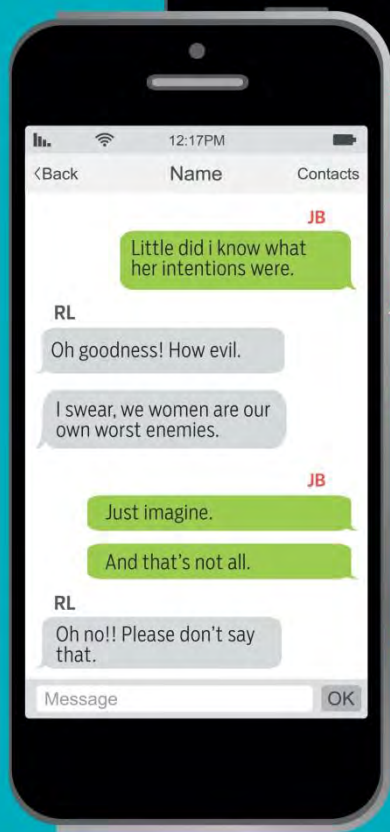 12:17PM
<Back Name Contacts
JB
Little did i know what
her intentions were.
RL
Oh goodness! How evil.
I swear, we women are our
own worst enemies.
JB
Just imagine.
And that's not all.
RL
Oh no!! Please don't say
that.
Message OK